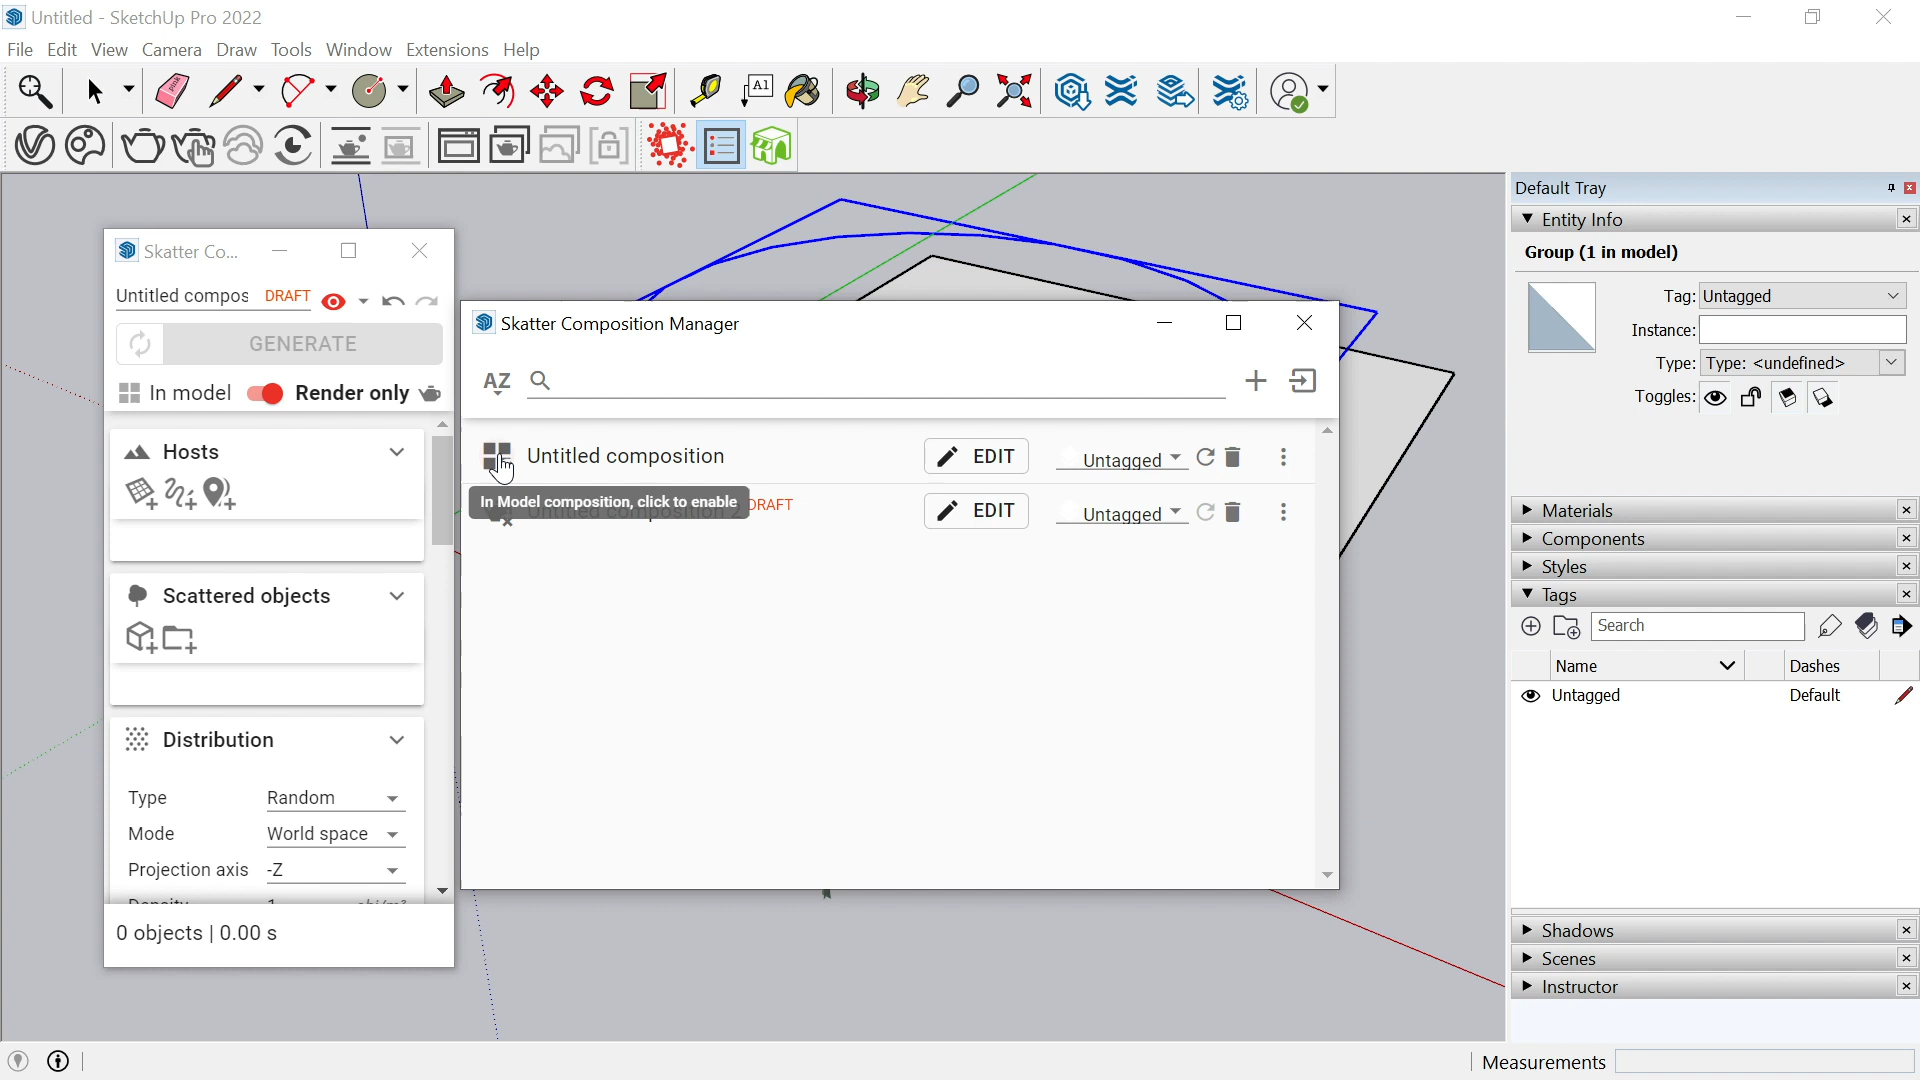 Untitled - SketchUp Pro 2022
File Edit View Camera Draw Tools Window Extensions Help
A1
Default Tray
Entity Info
Group (1 in model)
Tag: Untagged
Instance:
Type: Type: <undefined>
Toggles:
Materials
Components
Styles
Tags
Search
Name Dashes
Untagged Default
Shadows
Scenes
Instructor
Skatter Co...
Untitled compos DRAFT
GENERATE
In model Render only
Hosts
Scattered objects
Distribution
Type Random
Mode World space
Projection axis -Z
0 objects | 0.00 s
Skatter Composition Manager
AZ
Untitled composition EDIT Untagged
In Model composition, click to enable
DRAFT EDIT Untagged
Measurements